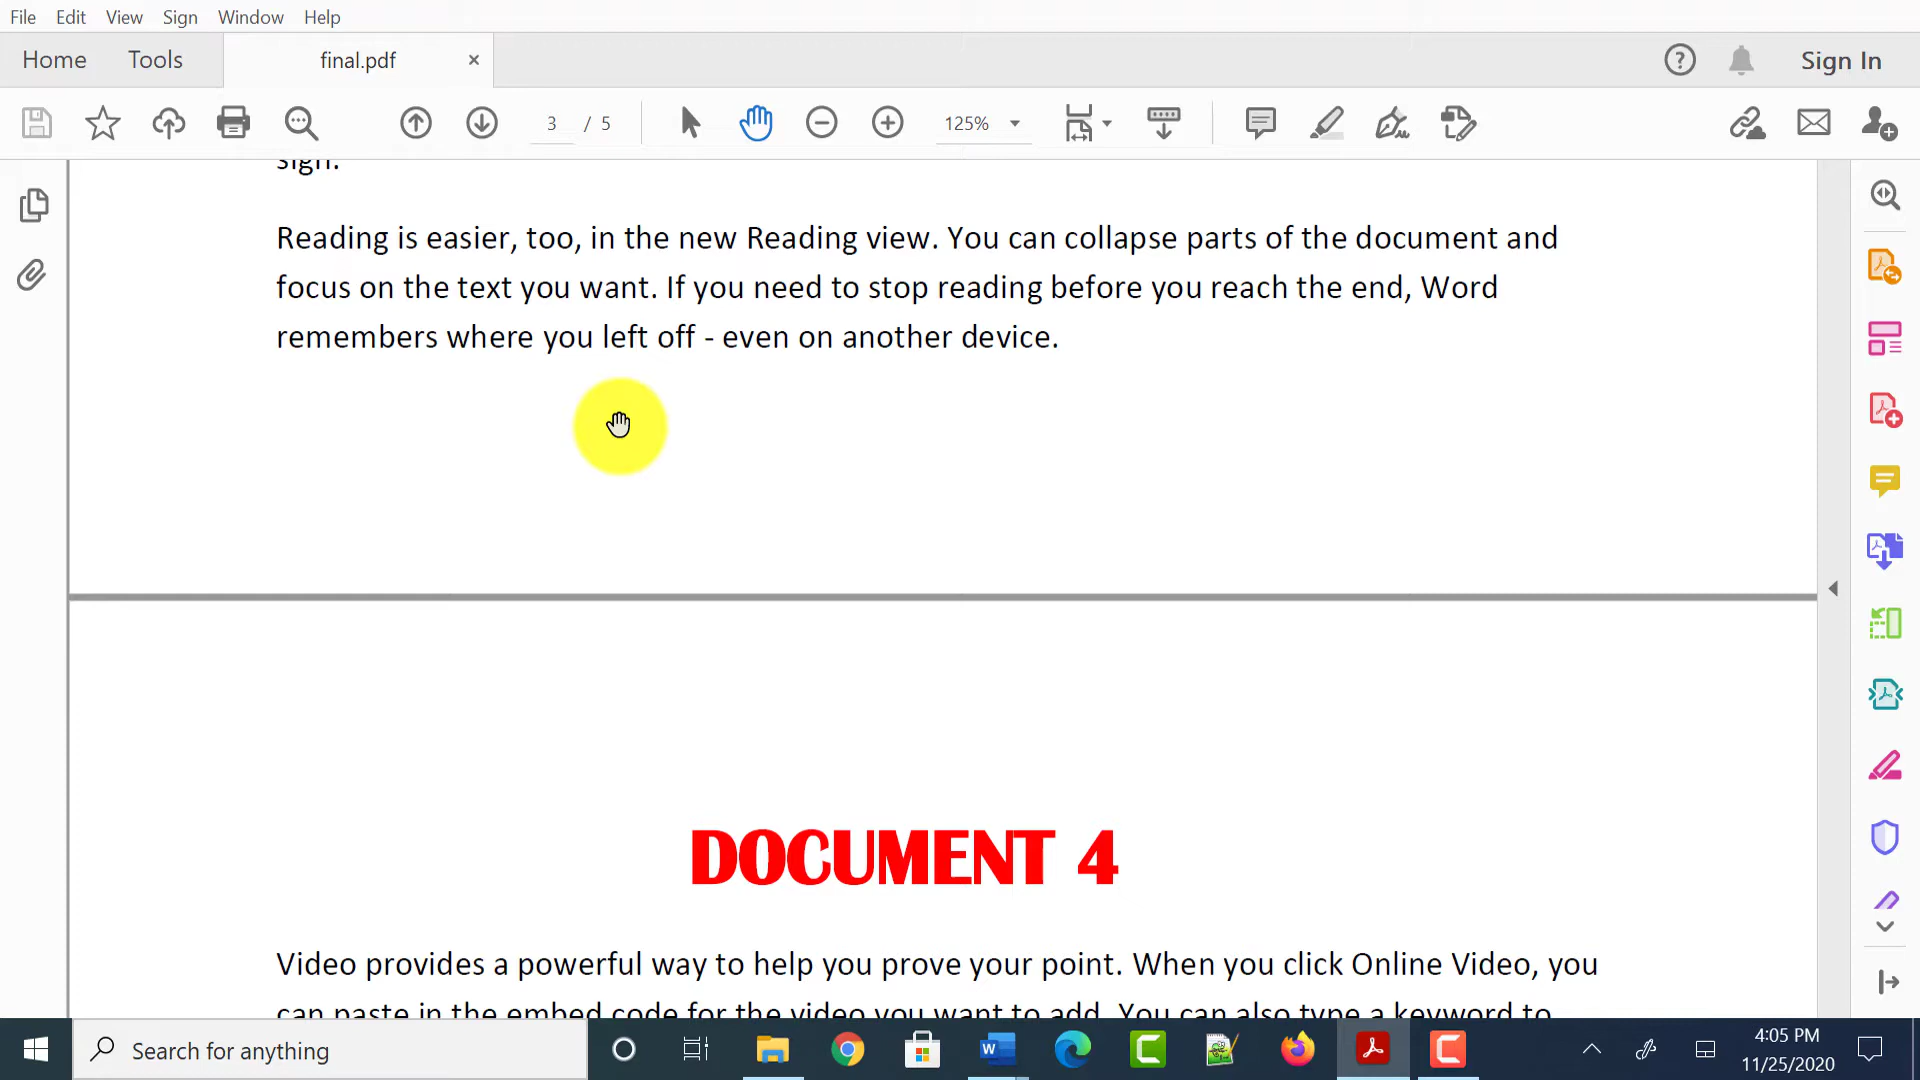 File Edit View Sign Window Help
Home Tools final.pdf × Sign In
3 / 5 125%
sign.
Reading is easier, too, in the new Reading view. You can collapse parts of the document and
focus on the text you want. If you need to stop reading before you reach the end, Word
remembers where you left off - even on another device.
DOCUMENT 4
Video provides a powerful way to help you prove your point. When you click Online Video, you
can paste in the embed code for the video you want to add. You can also type a keyword to
Search for anything
4:05 PM
11/25/2020